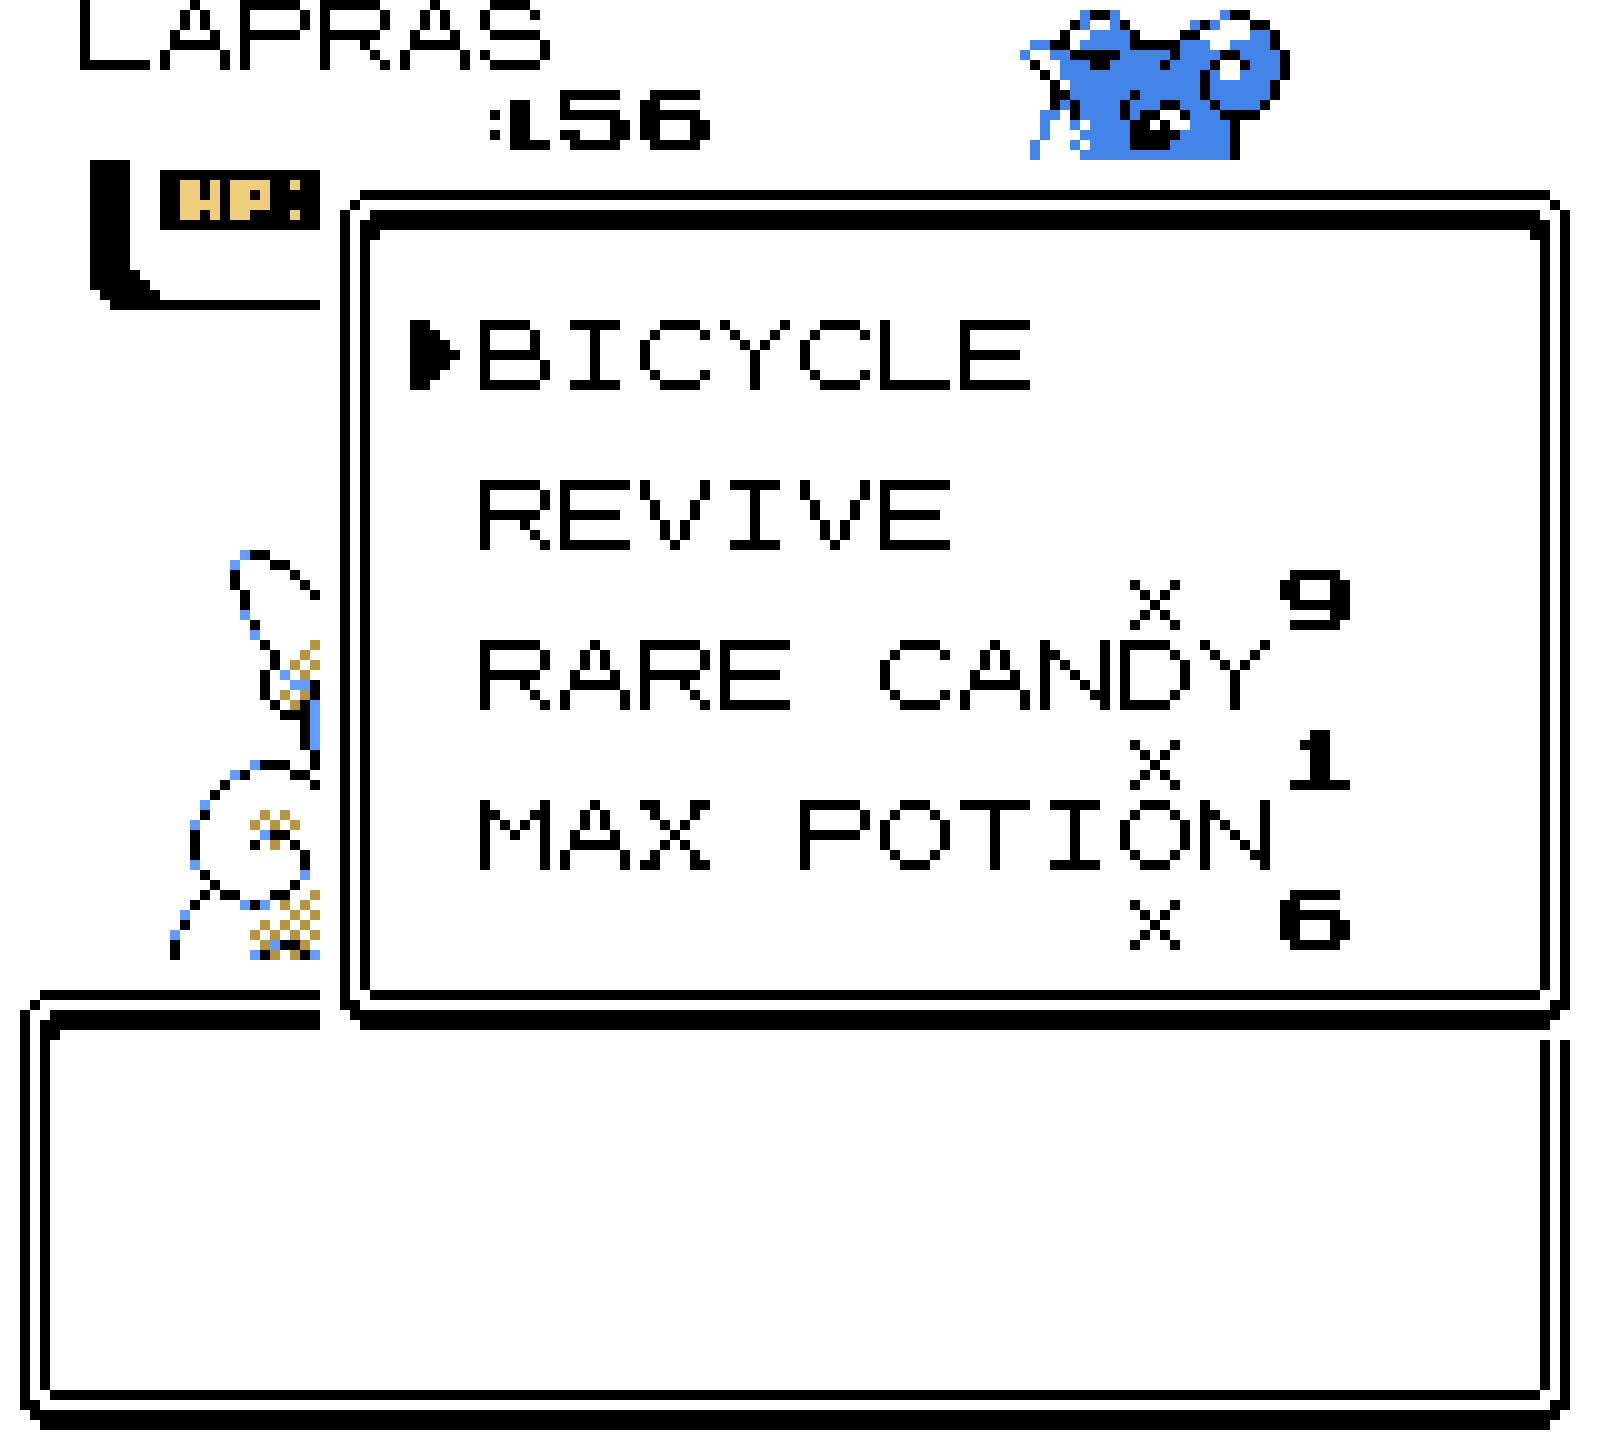 LAPRAS
:L56
HP:
▶BICYCLE
REVIVE
× 9
RARE CANDY
× 1
MAX POTION
× 6